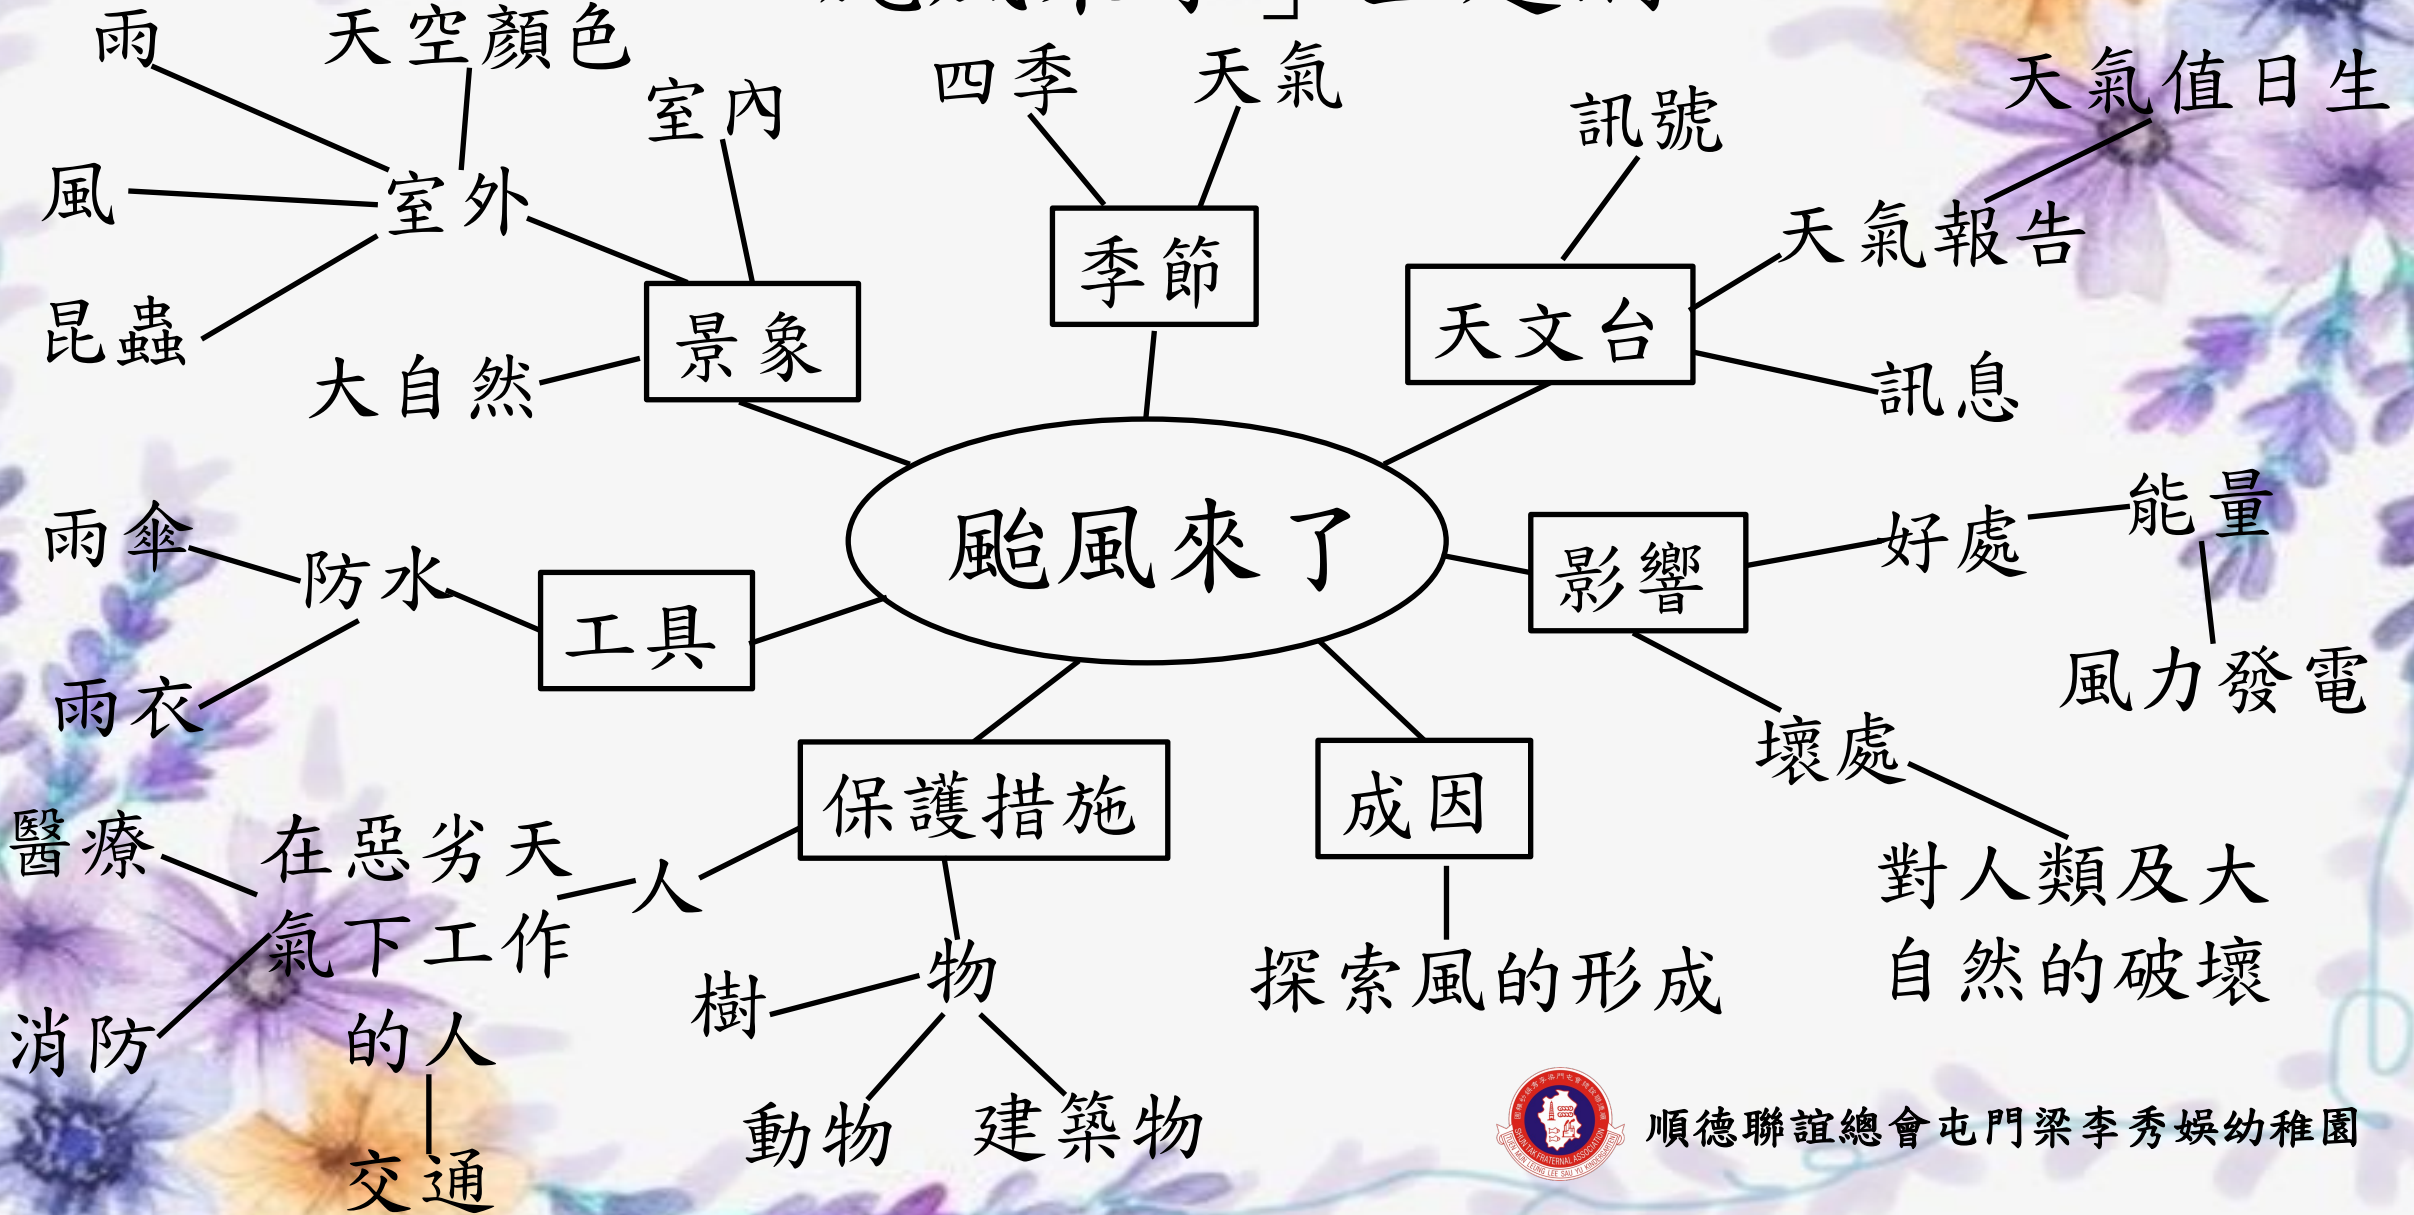 雨
天空顏色
室內
四季
天氣
訊號
天氣值日生
風
室外
季節
天氣報告
昆蟲
大自然
景象
天文台
訊息
颱風來了
雨傘
防水
工具
影響
好處
能量
雨衣
風力發電
壞處
保護措施
成因
醫療
在惡劣天
氣下工作
的人
人
對人類及大
自然的破壞
消防
樹
物
探索風的形成
動物
建築物
交通
順德聯誼總會屯門梁李秀娛幼稚園